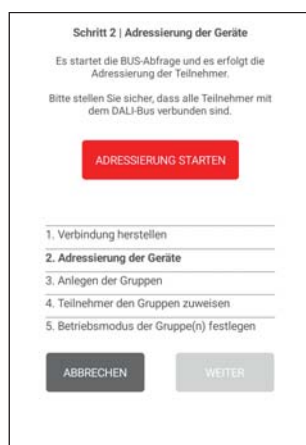 Schritt 2 | Adressierung der Geräte
Es startet die BUS-Abfrage und es erfolgt die
Adressierung der Teilnehmer.
Bitte stellen Sie sicher, dass alle Teilnehmer mit
dem DALI-Bus verbunden sind.
ADRESSIERUNG STARTEN
1. Verbindung herstellen
2. Adressierung der Geräte
3. Anlegen der Gruppen
4. Teilnehmer den Gruppen zuweisen
5. Betriebsmodus der Gruppe(n) festlegen
ABBRECHEN
WEITER